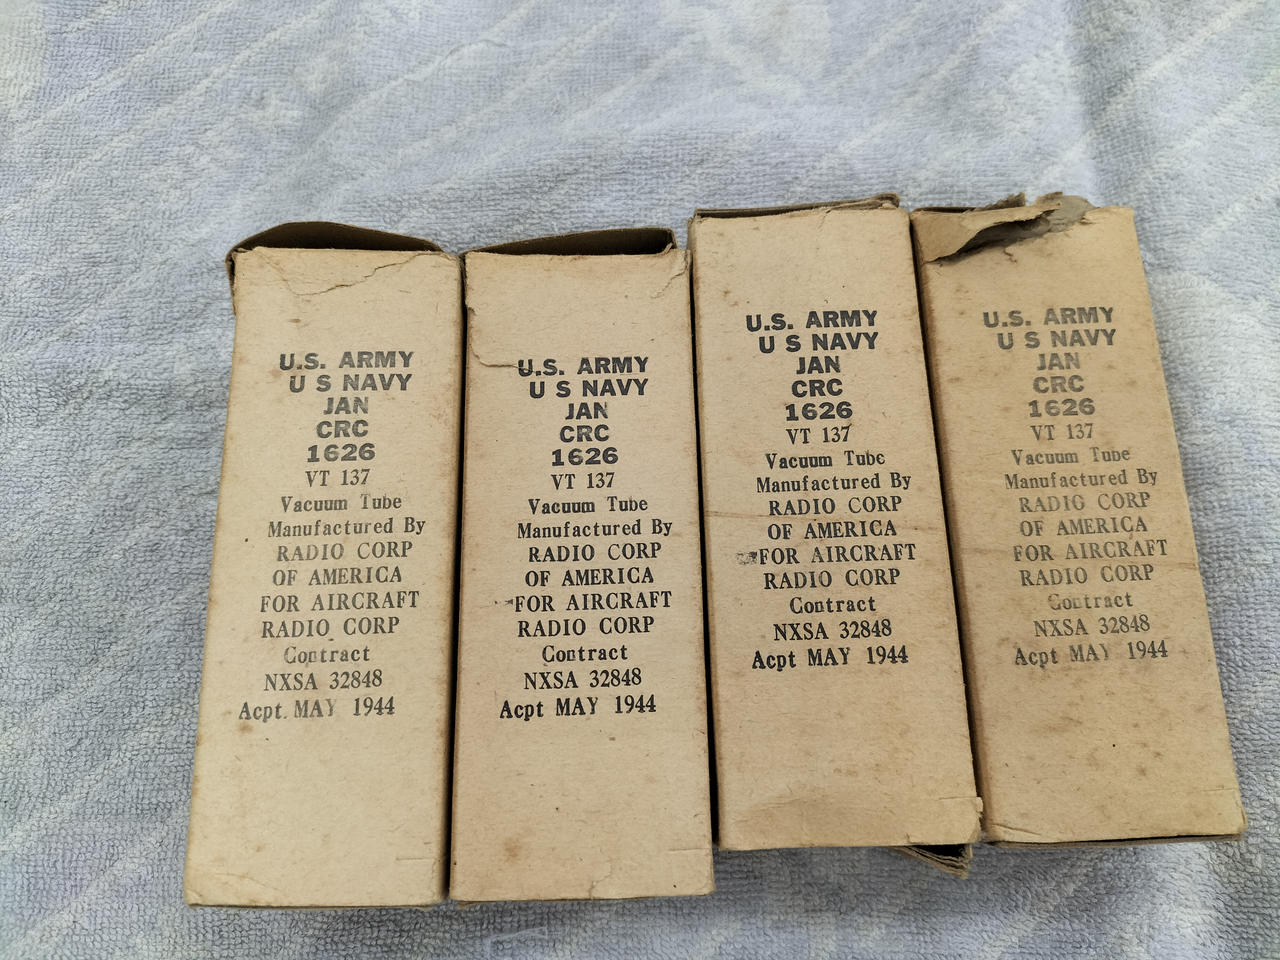 U.S. ARMY
U S NAVY
JAN
CRC
1626
VT 137
Vacuum Tube
Manufactured By
RADIO CORP
OF AMERICA
FOR AIRCRAFT
RADIO CORP
Contract
NXSA 32848
Acpt. MAY 1944
U.S. ARMY
U S NAVY
JAN
CRC
1626
VT 137
Vacuum Tube
Manufactured By
RADIO CORP
OF AMERICA
FOR AIRCRAFT
RADIO CORP
Contract
NXSA 32848
Acpt MAY 1944
U.S. ARMY
U S NAVY
JAN
CRC
1626
VT 137
Vacuum Tube
Manufactured By
RADIO CORP
OF AMERICA
FOR AIRCRAFT
RADIO CORP
Contract
NXSA 32848
Acpt MAY 1944
U.S. ARMY
U S NAVY
JAN
CRC
1626
VT 137
Vacuum Tube
Manufactured By
RADIO CORP
OF AMERICA
FOR AIRCRAFT
RADIO CORP
Contract
NXSA 32848
Acpt MAY 1944